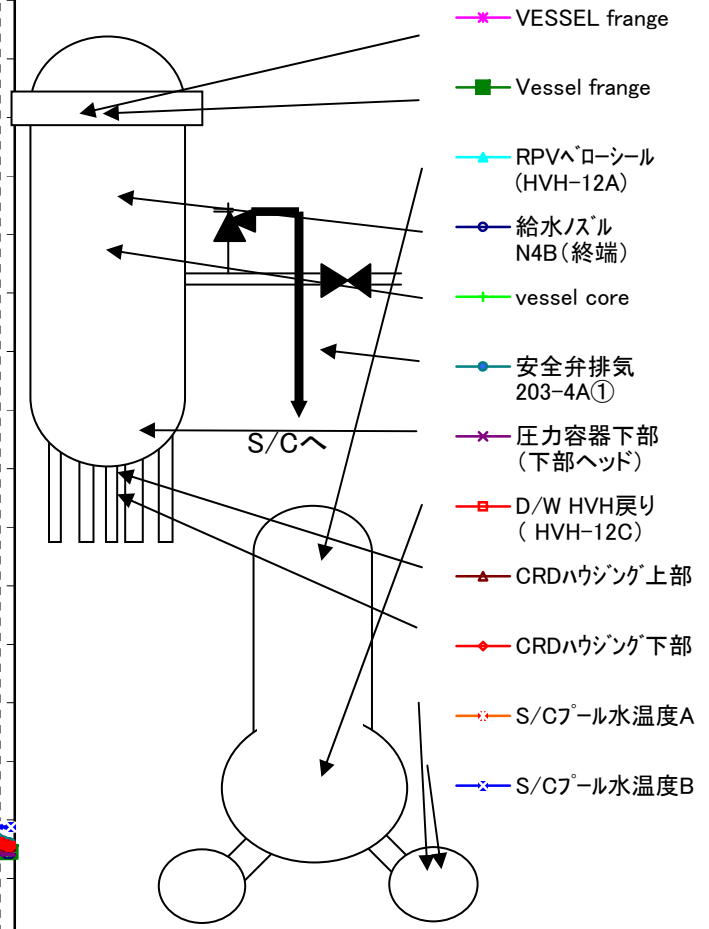 VESSEL frange
Vessel frange
RPVベローシール
(HVH-12A)
給水ノズル
N4B(終端)
vessel core
安全弁排気
203-4A①
圧力容器下部
(下部ヘッド)
D/W HVH戻り
( HVH-12C)
CRDハウジング上部
CRDハウジング下部
S/Cプール水温度A
S/Cプール水温度B
S/Cへ